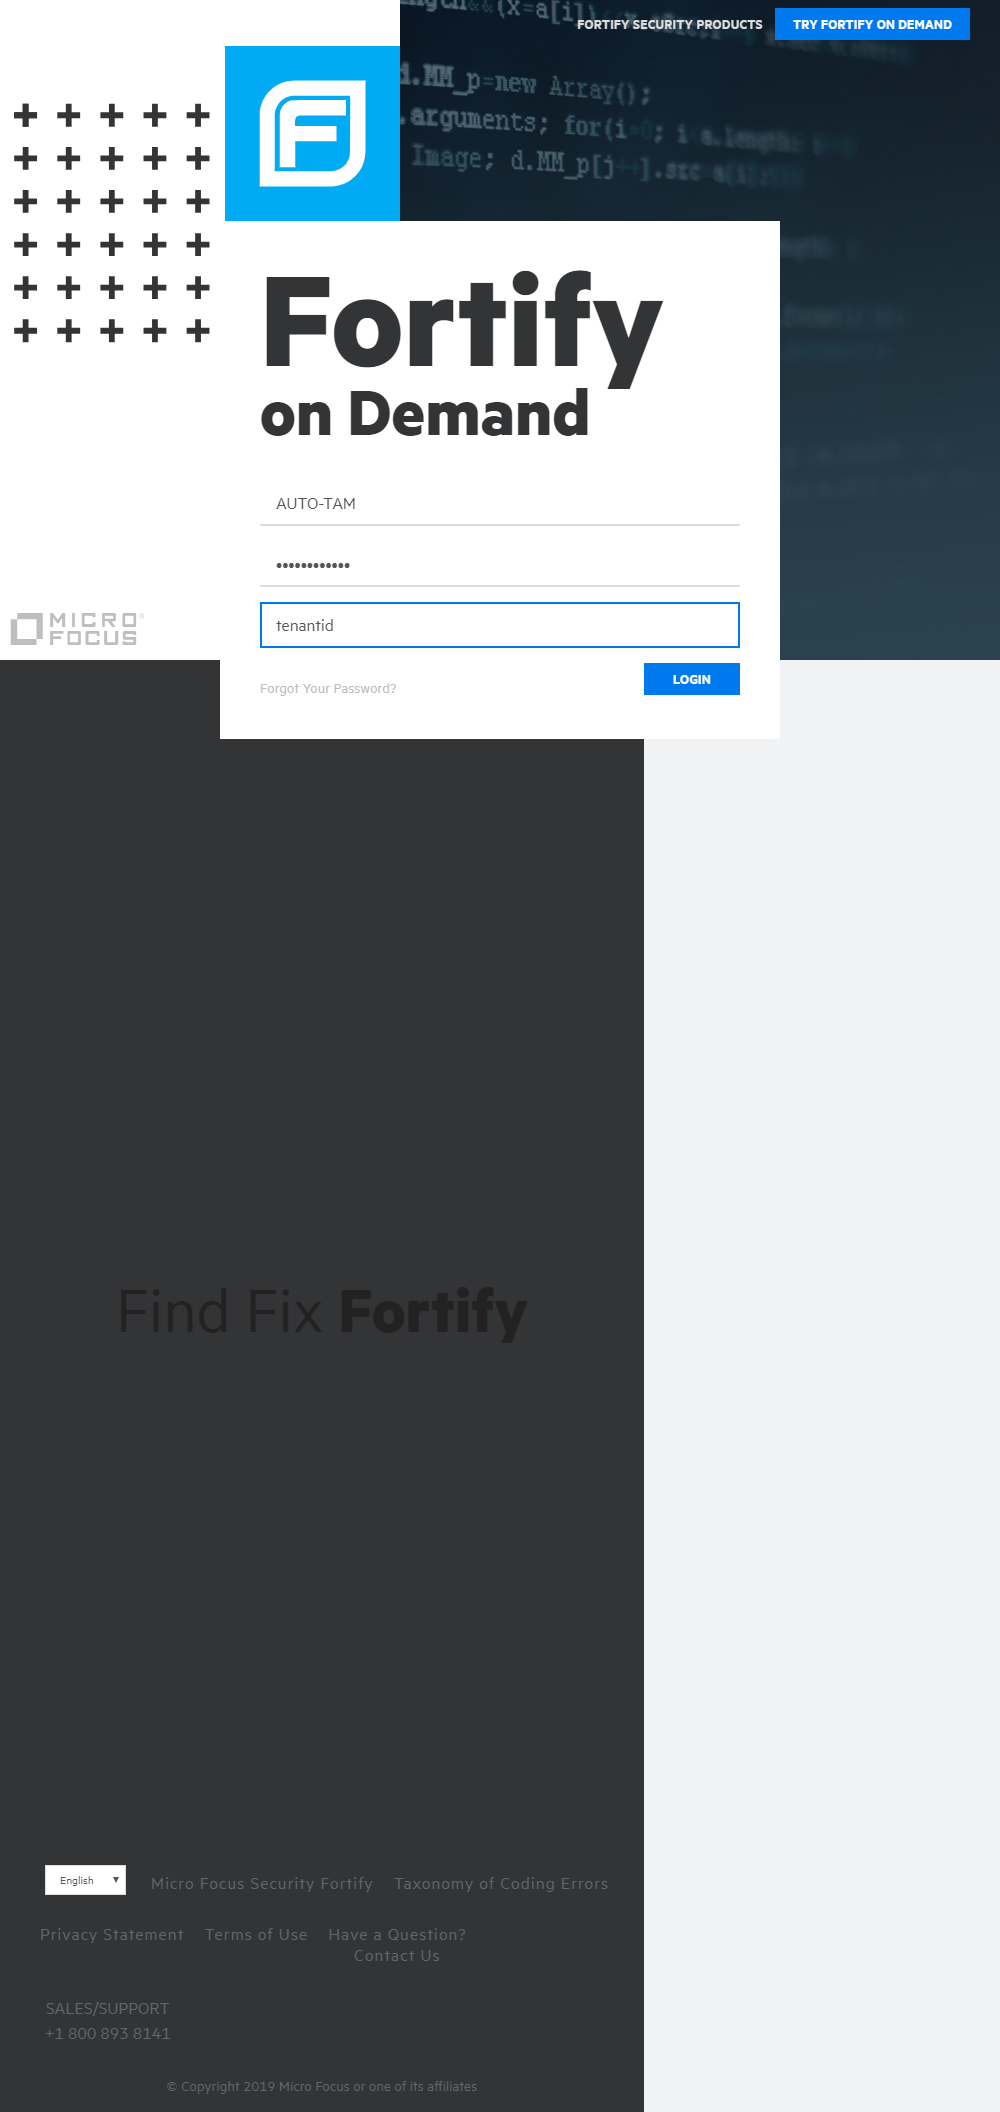 FORTIFY SECURITY PRODUCTS
TRY FORTIFY ON DEMAND
d.MM_p=new Array();
.arguments; for(i=0; i
Image; d.MM_p[j++].src
Fortify
on Demand
AUTO-TAM
••••••••••••
tenantid
Forgot Your Password?
LOGIN
MICRO
FOCUS
Find Fix Fortify
English
Micro Focus Security Fortify
Taxonomy of Coding Errors
Privacy Statement
Terms of Use
Have a Question?
Contact Us
SALES/SUPPORT
+1 800 893 8141
© Copyright 2019 Micro Focus or one of its affiliates